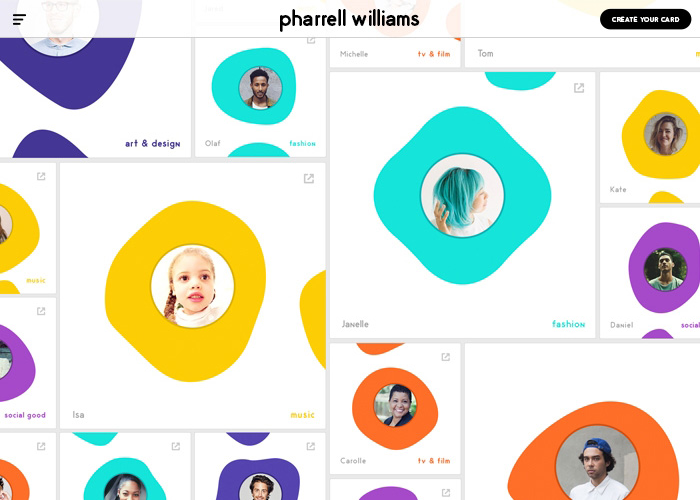 pharrell williams
CREATE YOUR CARD
Michelle
tv & film
Tom
art & design
Olaf
fashion
Kate
music
Janelle
fashion
Daniel
social
social good
Isa
music
Carolle
tv & film